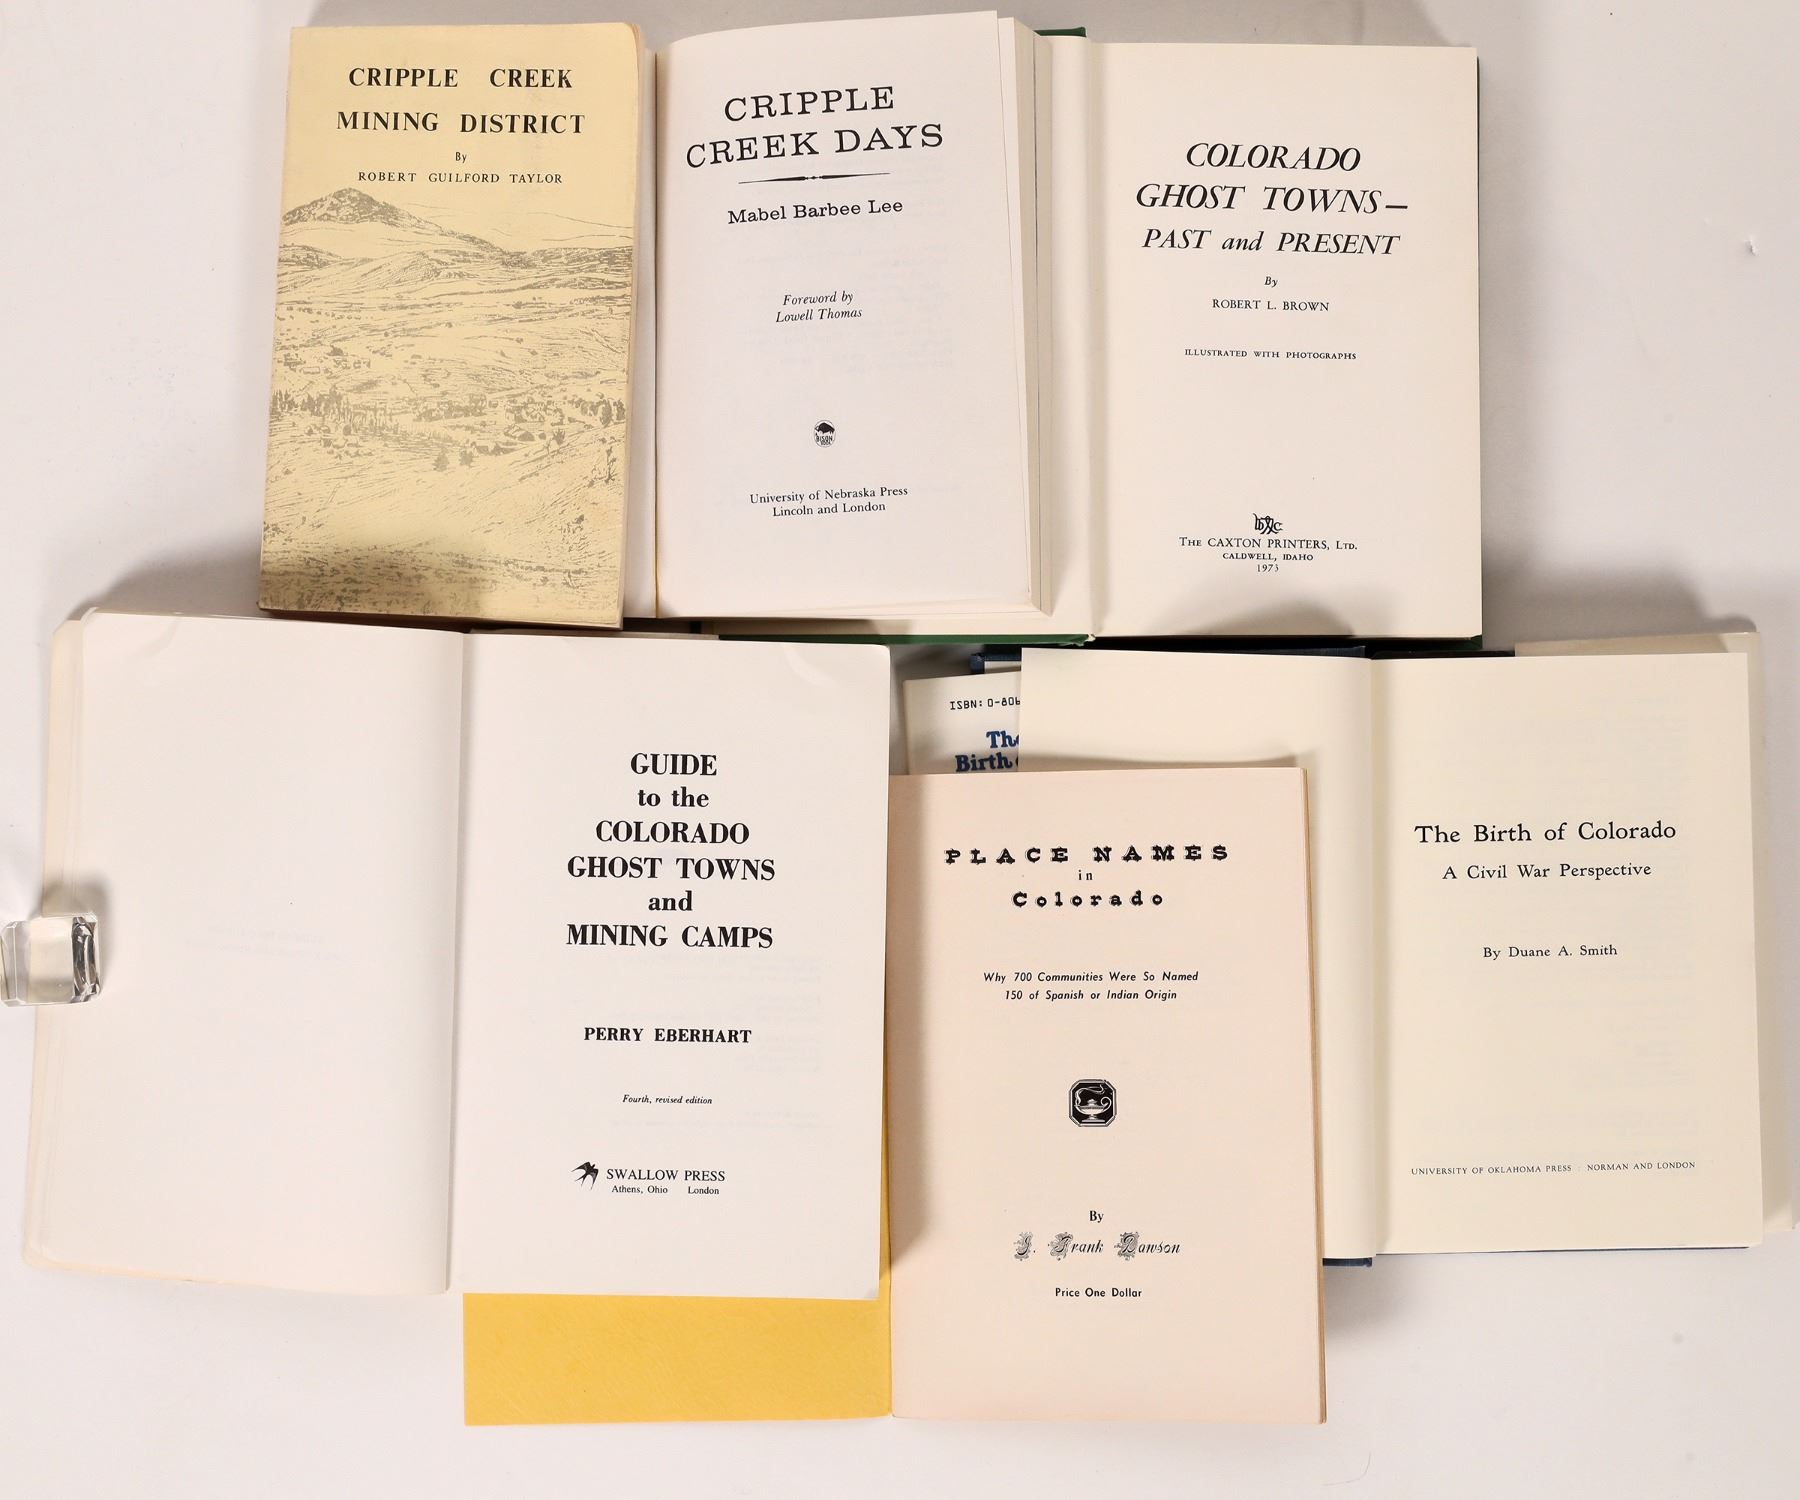 CRIPPLE CREEK
MINING DISTRICT
By
ROBERT GUILFORD TAYLOR
CRIPPLE
CREEK DAYS
Mabel Barbee Lee
Foreword by
Lowell Thomas
BISON
BOOK
University of Nebraska Press
Lincoln and London
COLORADO
GHOST TOWNS—
PAST and PRESENT
By
ROBERT L. BROWN
ILLUSTRATED WITH PHOTOGRAPHS
THE CAXTON PRINTERS, LTD.
CALDWELL, IDAHO
1973
GUIDE
to the
COLORADO
GHOST TOWNS
and
MINING CAMPS
PERRY EBERHART
Fourth, revised edition
SWALLOW PRESS
Athens, Ohio London
ISBN: 0-806
The
Birth
PLACE NAMES
in
Colorado
Why 700 Communities Were So Named
150 of Spanish or Indian Origin
By
J. Frank Dawson
Price One Dollar
The Birth of Colorado
A Civil War Perspective
By Duane A. Smith
UNIVERSITY OF OKLAHOMA PRESS : NORMAN AND LONDON